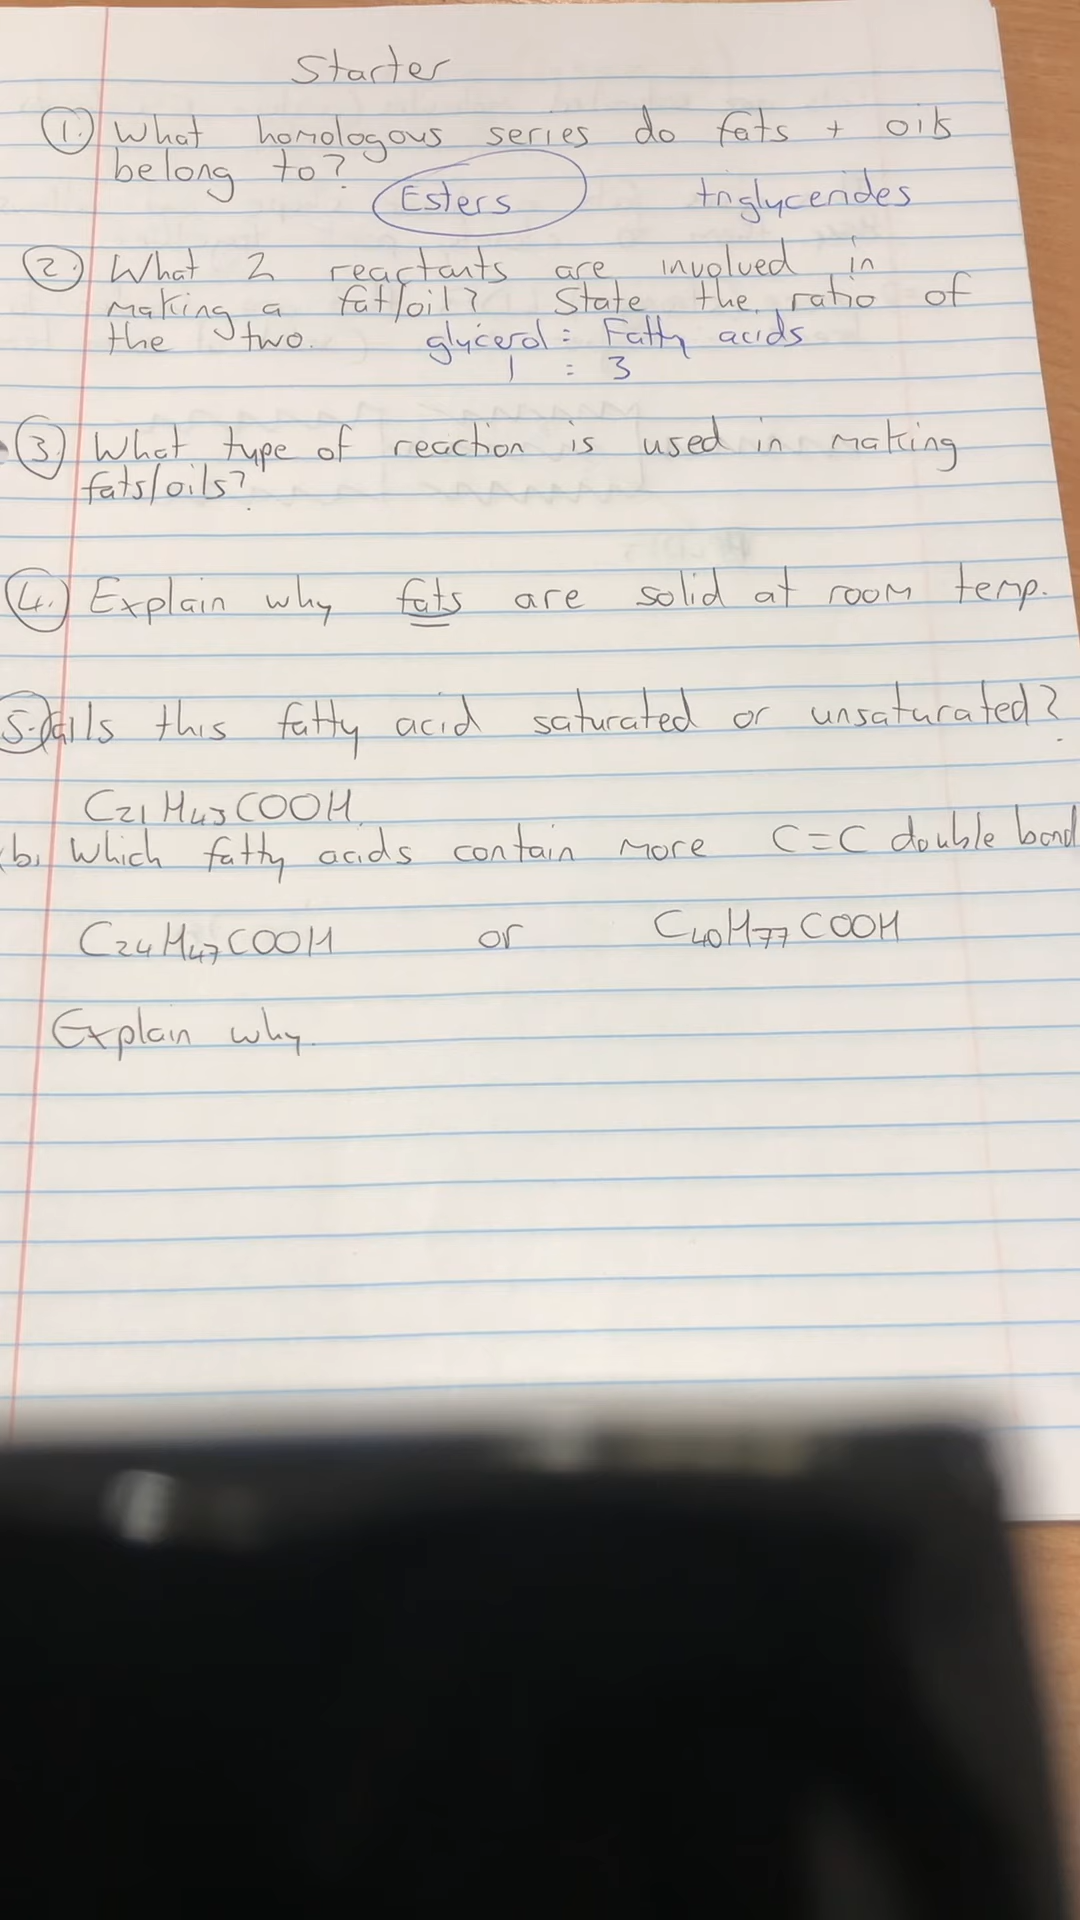 Starter
1. What homologous series do fats + oils
belong to?
Esters triglycerides
2. What 2 reactants are involved in
making a fat/oil? State the ratio of
the two. glycerol : Fatty acids
1 : 3
3. What type of reaction is used in making
fats/oils?
4. Explain why fats are solid at room temp.
5. a. Is this fatty acid saturated or unsaturated?
C21H43COOH.
b. Which fatty acids contain more C=C double bond
C24H47COOH or C40H77COOH
Explain why.